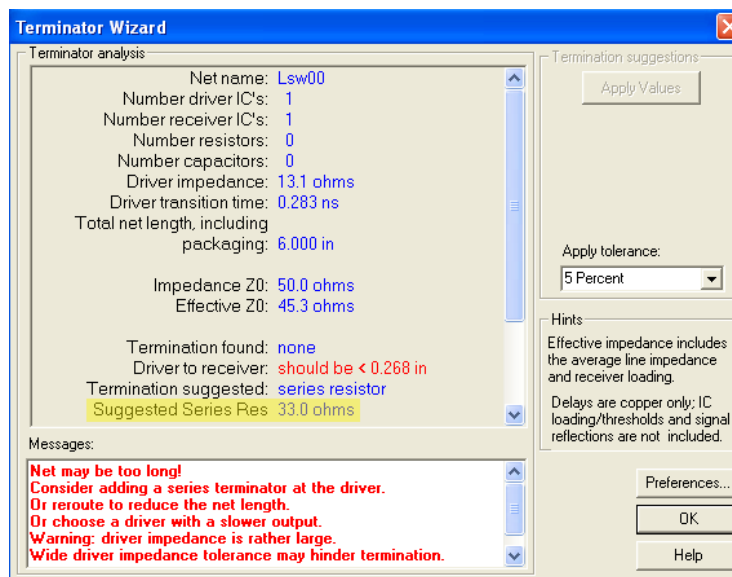 Terminator Wizard
Terminator analysis
Net name: Lsw00
Number driver IC's: 1
Number receiver IC's: 1
Number resistors: 0
Number capacitors: 0
Driver impedance: 13.1 ohms
Driver transition time: 0.283 ns
Total net length, including
packaging: 6.000 in
Impedance Z0: 50.0 ohms
Effective Z0: 45.3 ohms
Termination found: none
Driver to receiver: should be < 0.268 in
Termination suggested: series resistor
Suggested Series Res 33.0 ohms
Messages:
Net may be too long!
Consider adding a series terminator at the driver.
Or reroute to reduce the net length.
Or choose a driver with a slower output.
Warning: driver impedance is rather large.
Wide driver impedance tolerance may hinder termination.
Termination suggestions
Apply Values
Apply tolerance:
5 Percent
Hints
Effective impedance includes
the average line impedance
and receiver loading.
Delays are copper only; IC
loading/thresholds and signal
reflections are not included.
Preferences...
OK
Help